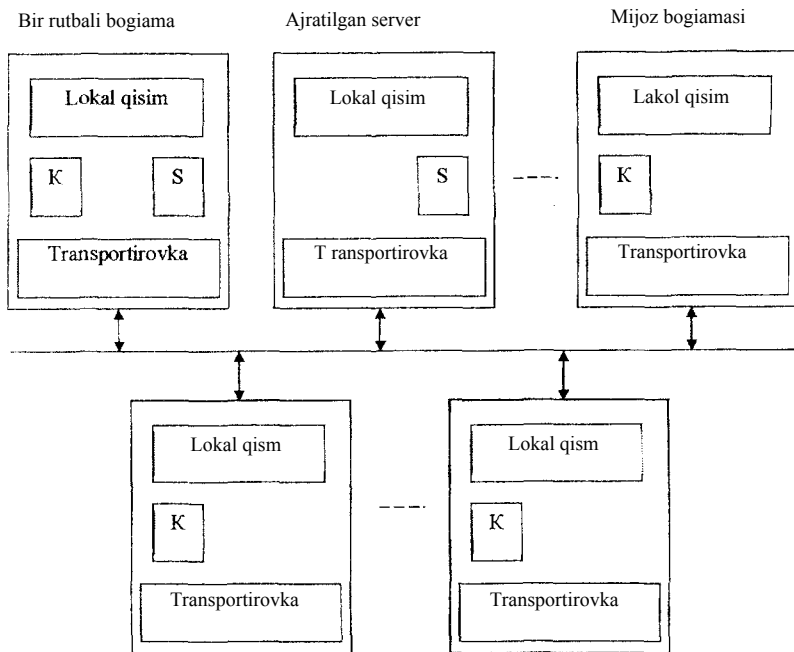 Bir rutbali bogiama
Ajratilgan server
Mijoz bogiamasi
Lokal qisim
Lokal qisim
Lakol qisim
K
S
S
K
Transportirovka
T ransportirovka
Transportirovka
Lokal qism
Lokal qism
K
K
Transportirovka
Transportirovka